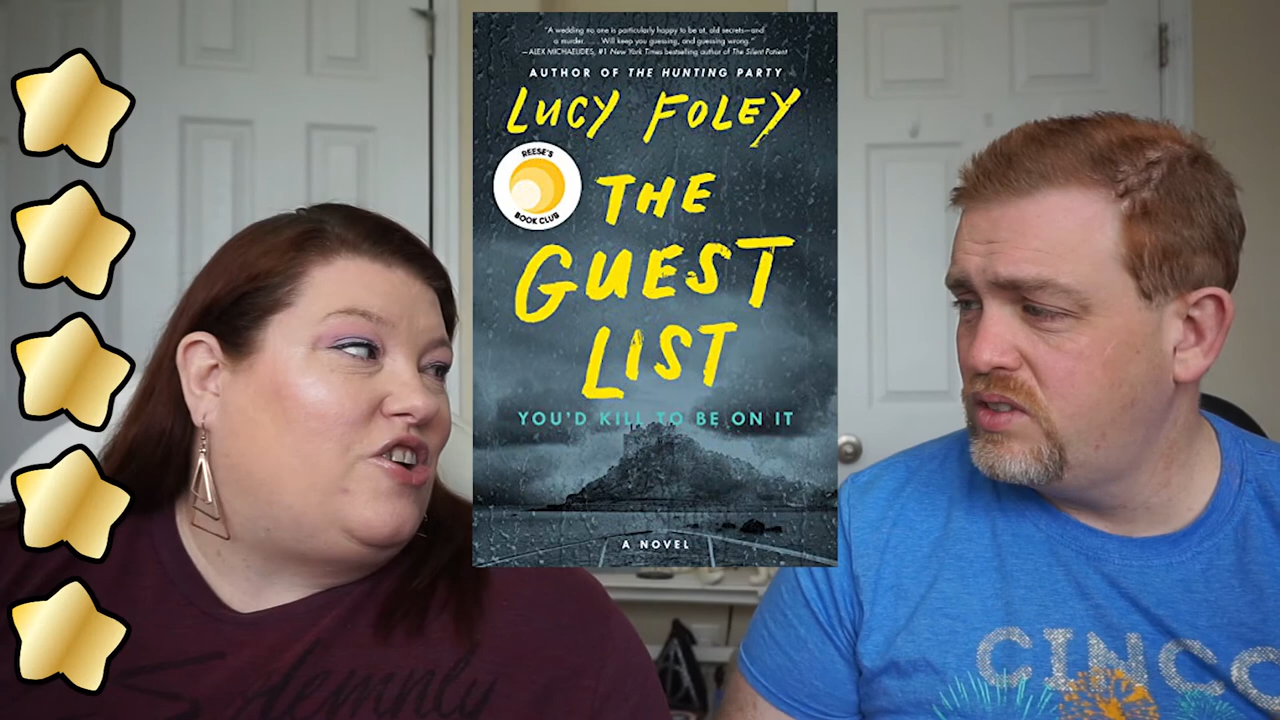 "A wedding no one is particularly happy to be at, old secrets—and
a murder. . . . Will keep you guessing, and guessing wrong."
—ALEX MICHAELIDES, #1 New York Times bestselling author of The Silent Patient
AUTHOR OF THE HUNTING PARTY
LUCY FOLEY
REESE'S
BOOK CLUB
THE
GUEST
LIST
YOU'D KILL TO BE ON IT
A NOVEL
CINCO